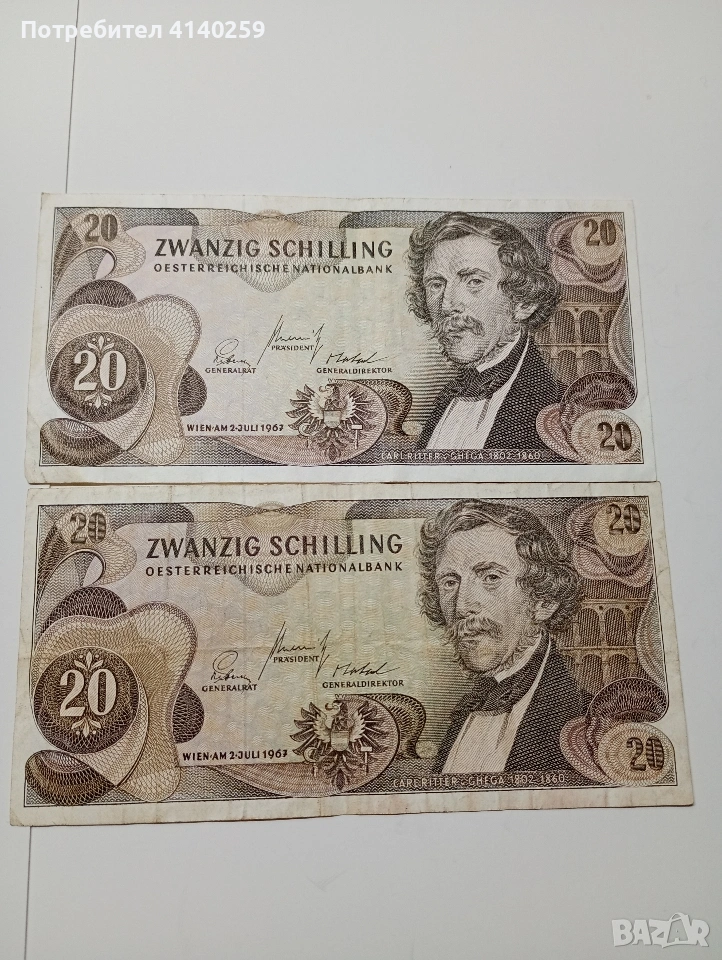 Потребител 4140259
20
20
ZWANZIG SCHILLING
OESTERREICHISCHE NATIONALBANK
20
PRÄSIDENT
GENERALRAT
GENERALDIREKTOR
WIEN·AM 2·JULI 1967
20
CARL RITTER v. GHEGA 1802-1860
20
20
ZWANZIG SCHILLING
OESTERREICHISCHE NATIONALBANK
20
PRÄSIDENT
GENERALRAT
GENERALDIREKTOR
WIEN·AM 2·JULI 1967
20
CARL RITTER v. GHEGA 1802-1860
BAZAR